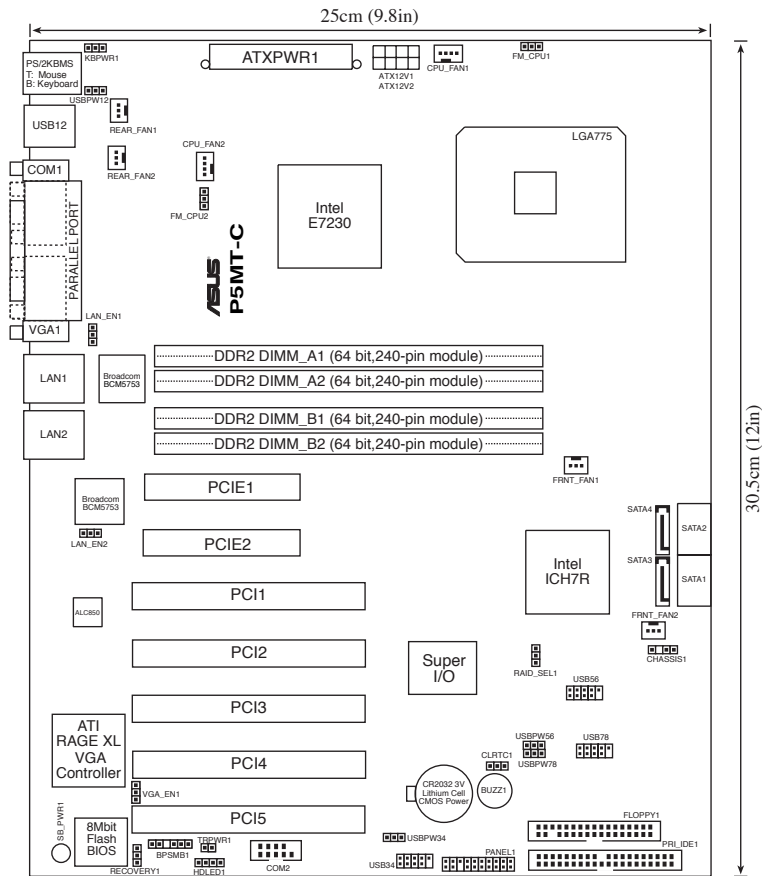 25cm (9.8in)
30.5cm (12in)
PS/2KBMS
T: Mouse
B: Keyboard
KBPWR1
USBPW12
ATXPWR1
ATX12V1
ATX12V2
CPU_FAN1
FM_CPU1
USB12
REAR_FAN1
REAR_FAN2
CPU_FAN2
FM_CPU2
LGA775
COM1
PARALLEL PORT
VGA1
Intel
E7230
ASUS
P5MT-C
LAN_EN1
LAN1
Broadcom
BCM5753
LAN2
DDR2 DIMM_A1 (64 bit,240-pin module)
DDR2 DIMM_A2 (64 bit,240-pin module)
DDR2 DIMM_B1 (64 bit,240-pin module)
DDR2 DIMM_B2 (64 bit,240-pin module)
FRNT_FAN1
PCIE1
Broadcom
BCM5753
LAN_EN2
PCIE2
SATA4
SATA2
SATA3
SATA1
Intel
ICH7R
ALC850
PCI1
FRNT_FAN2
CHASSIS1
PCI2
Super
I/O
RAID_SEL1
USB56
PCI3
ATI
RAGE XL
VGA
Controller
USBPW56
USBPW78
USB78
CLRTC1
PCI4
CR2032 3V
Lithium Cell
CMOS Power
BUZZ1
VGA_EN1
PCI5
SB_PWR1
8Mbit
Flash
BIOS
FLOPPY1
RECOVERY1
BPSMB1
TRPWR1
HDLED1
COM2
USBPW34
USB34
PANEL1
PRI_IDE1